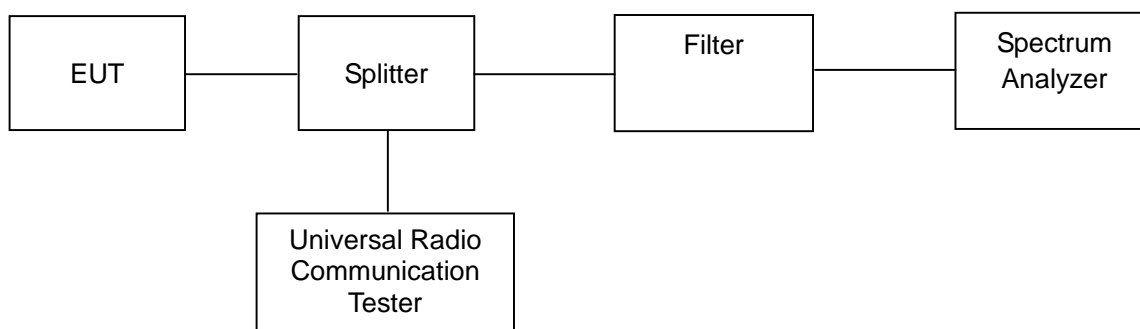 EUT
Splitter
Filter
Spectrum
Analyzer
Universal Radio
Communication
Tester